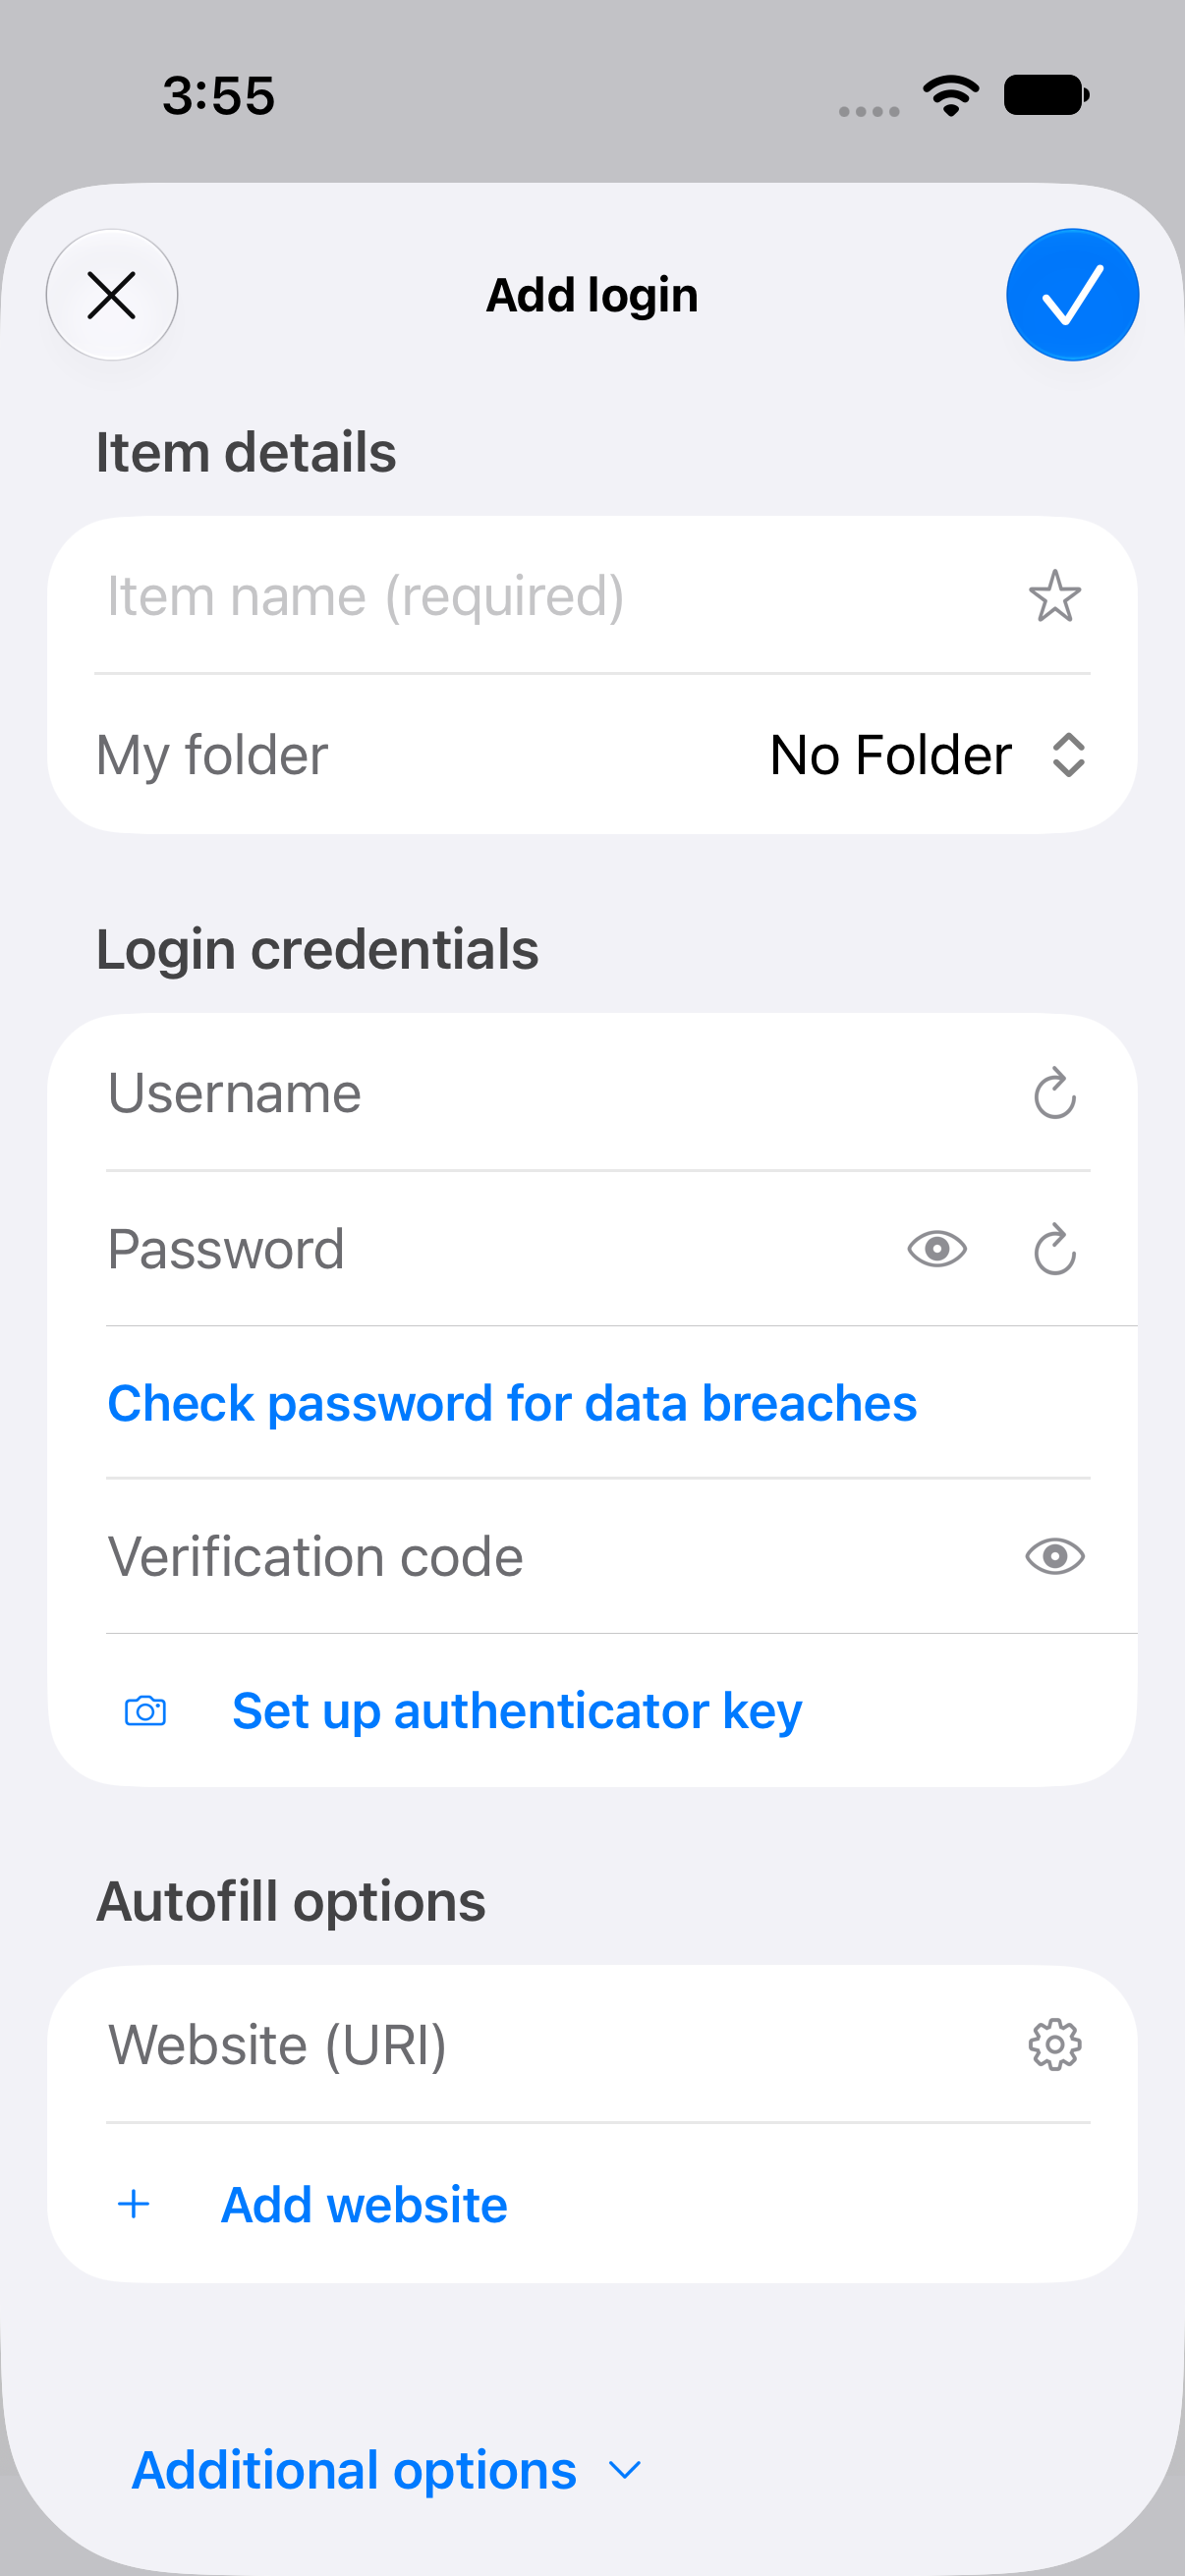 3:55
Add login
Item details
Item name (required)
My folder No Folder
Login credentials
Username
Password
Check password for data breaches
Verification code
Set up authenticator key
Autofill options
Website (URI)
Add website
Additional options